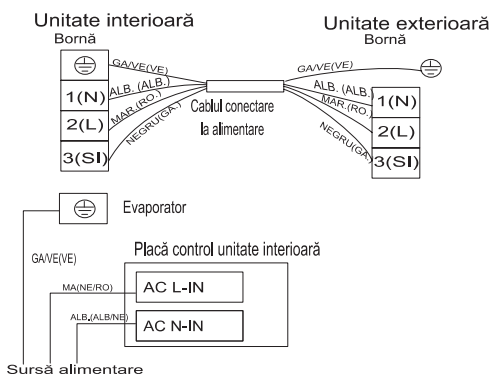 Unitate interioară
Bornă
Unitate exterioară
Bornă
GA/VE(VE)
GA/VE(VE)
1(N)
ALB. (ALB.)
ALB. (ALB.)
1(N)
2(L)
MAR.(RO.)
Cablul conectare
la alimentare
MAR.(RO.)
2(L)
3(SI)
NEGRU(GA.)
NEGRU(GA.)
3(SI)
Evaporator
GA/VE(VE)
Placă control unitate interioară
MA(NE/RO)
AC L-IN
ALB.(ALB/NE)
AC N-IN
Sursă alimentare